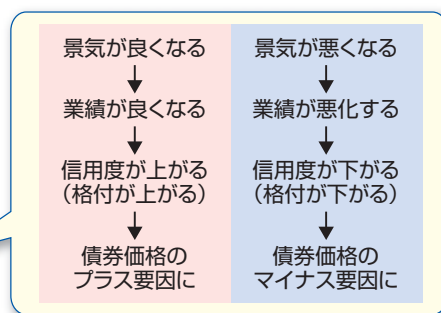 景気が良くなる
↓
業績が良くなる
↓
信用度が上がる
(格付が上がる)
↓
債券価格の
プラス要因に
景気が悪くなる
↓
業績が悪化する
↓
信用度が下がる
(格付が下がる)
↓
債券価格の
マイナス要因に